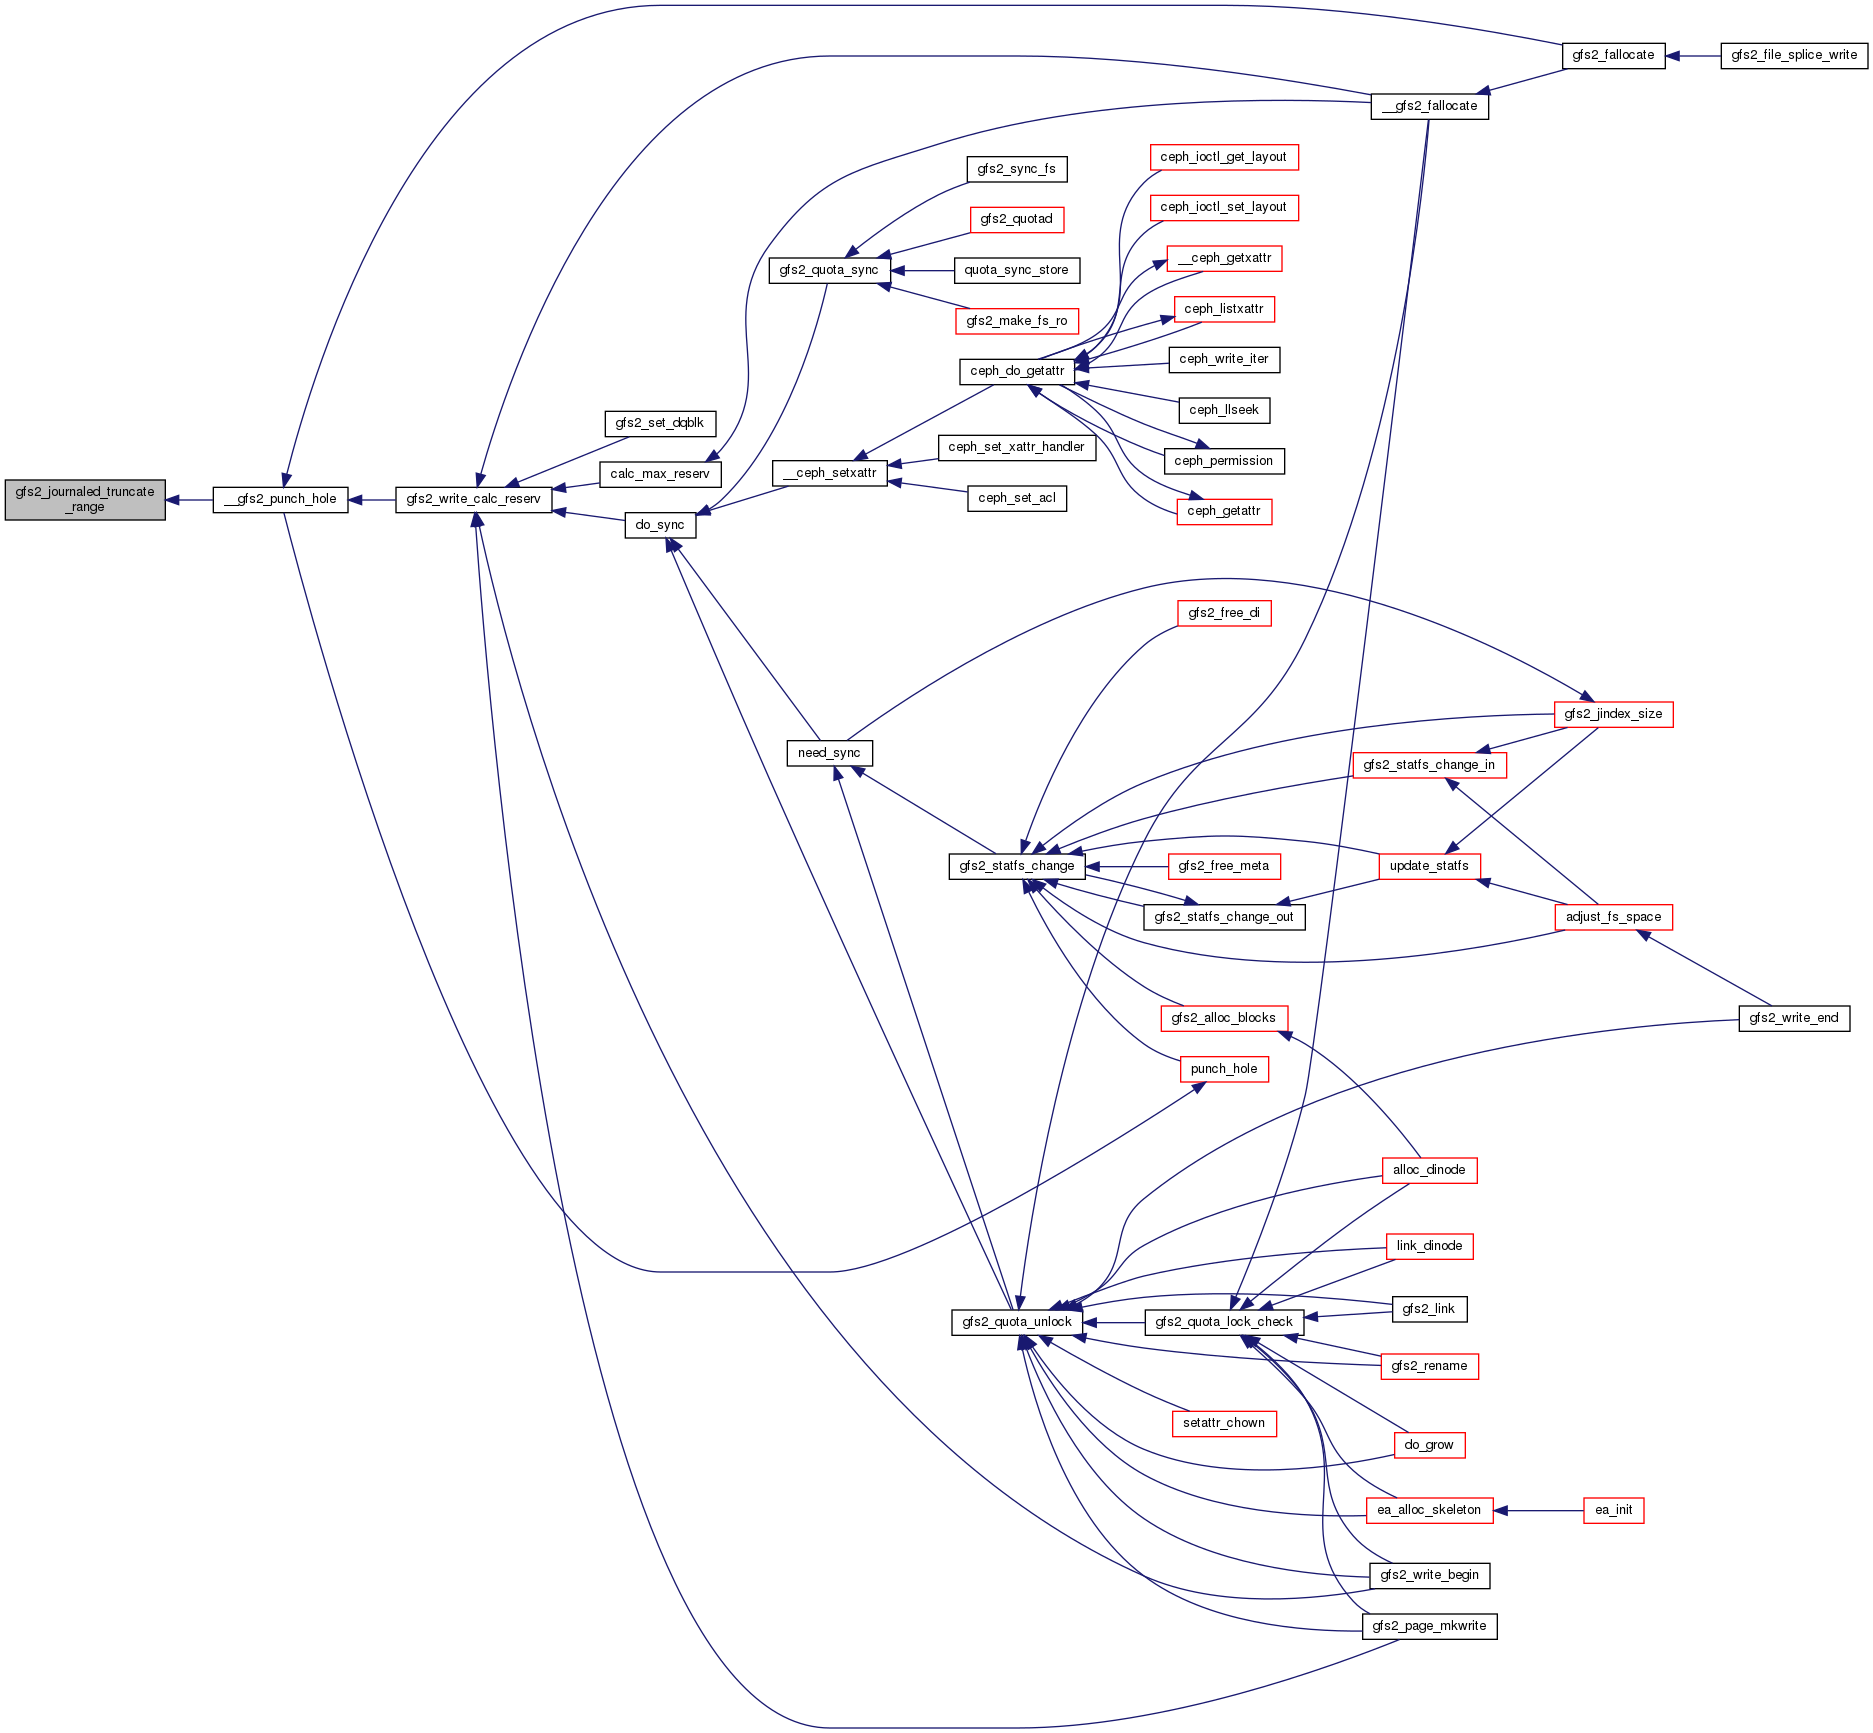 gfs2_fallocate
gfs2_file_splice_write
__gfs2_fallocate
ceph_ioctl_get_layout
gfs2_sync_fs
ceph_ioctl_set_layout
gfs2_quotad
__ceph_getxattr
gfs2_quota_sync
quota_sync_store
ceph_listxattr
gfs2_make_fs_ro
ceph_write_iter
ceph_do_getattr
ceph_llseek
gfs2_set_dqblk
ceph_set_xattr_handler
ceph_permission
calc_max_reserv
__ceph_setxattr
gfs2_journaled_truncate
_range
__gfs2_punch_hole
gfs2_write_calc_reserv
ceph_set_acl
ceph_getattr
do_sync
gfs2_free_di
gfs2_jindex_size
need_sync
gfs2_statfs_change_in
gfs2_statfs_change
gfs2_free_meta
update_statfs
gfs2_statfs_change_out
adjust_fs_space
gfs2_alloc_blocks
gfs2_write_end
punch_hole
alloc_dinode
link_dinode
gfs2_link
gfs2_quota_unlock
gfs2_quota_lock_check
gfs2_rename
setattr_chown
do_grow
ea_alloc_skeleton
ea_init
gfs2_write_begin
gfs2_page_mkwrite